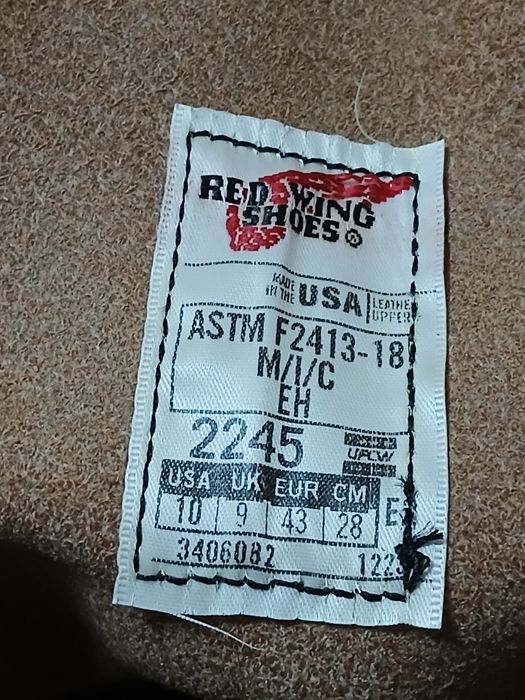 RED WING
SHOES®
MADE IN THE USA LEATHER UPPER
ASTM F2413-18
M/I/C
EH
2245 UFCW
USA UK EUR CM
10 9 43 28
3406082